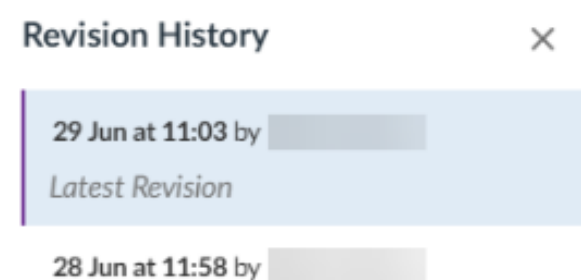 Revision History
29 Jun at 11:03 by
Latest Revision
28 Jun at 11:58 by